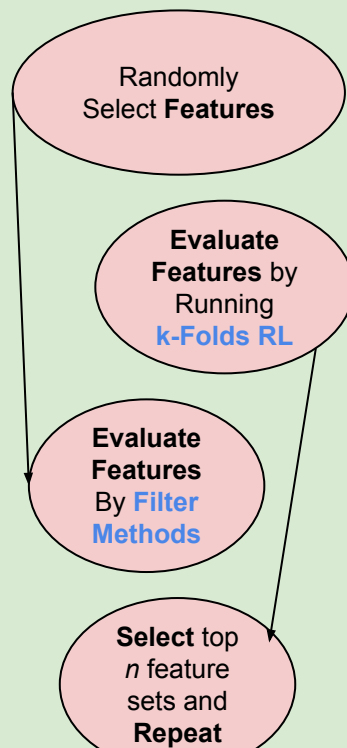 Randomly
Select Features
Evaluate
Features by
Running
k-Folds RL
Evaluate
Features
By Filter
Methods
Select top
n feature
sets and
Repeat